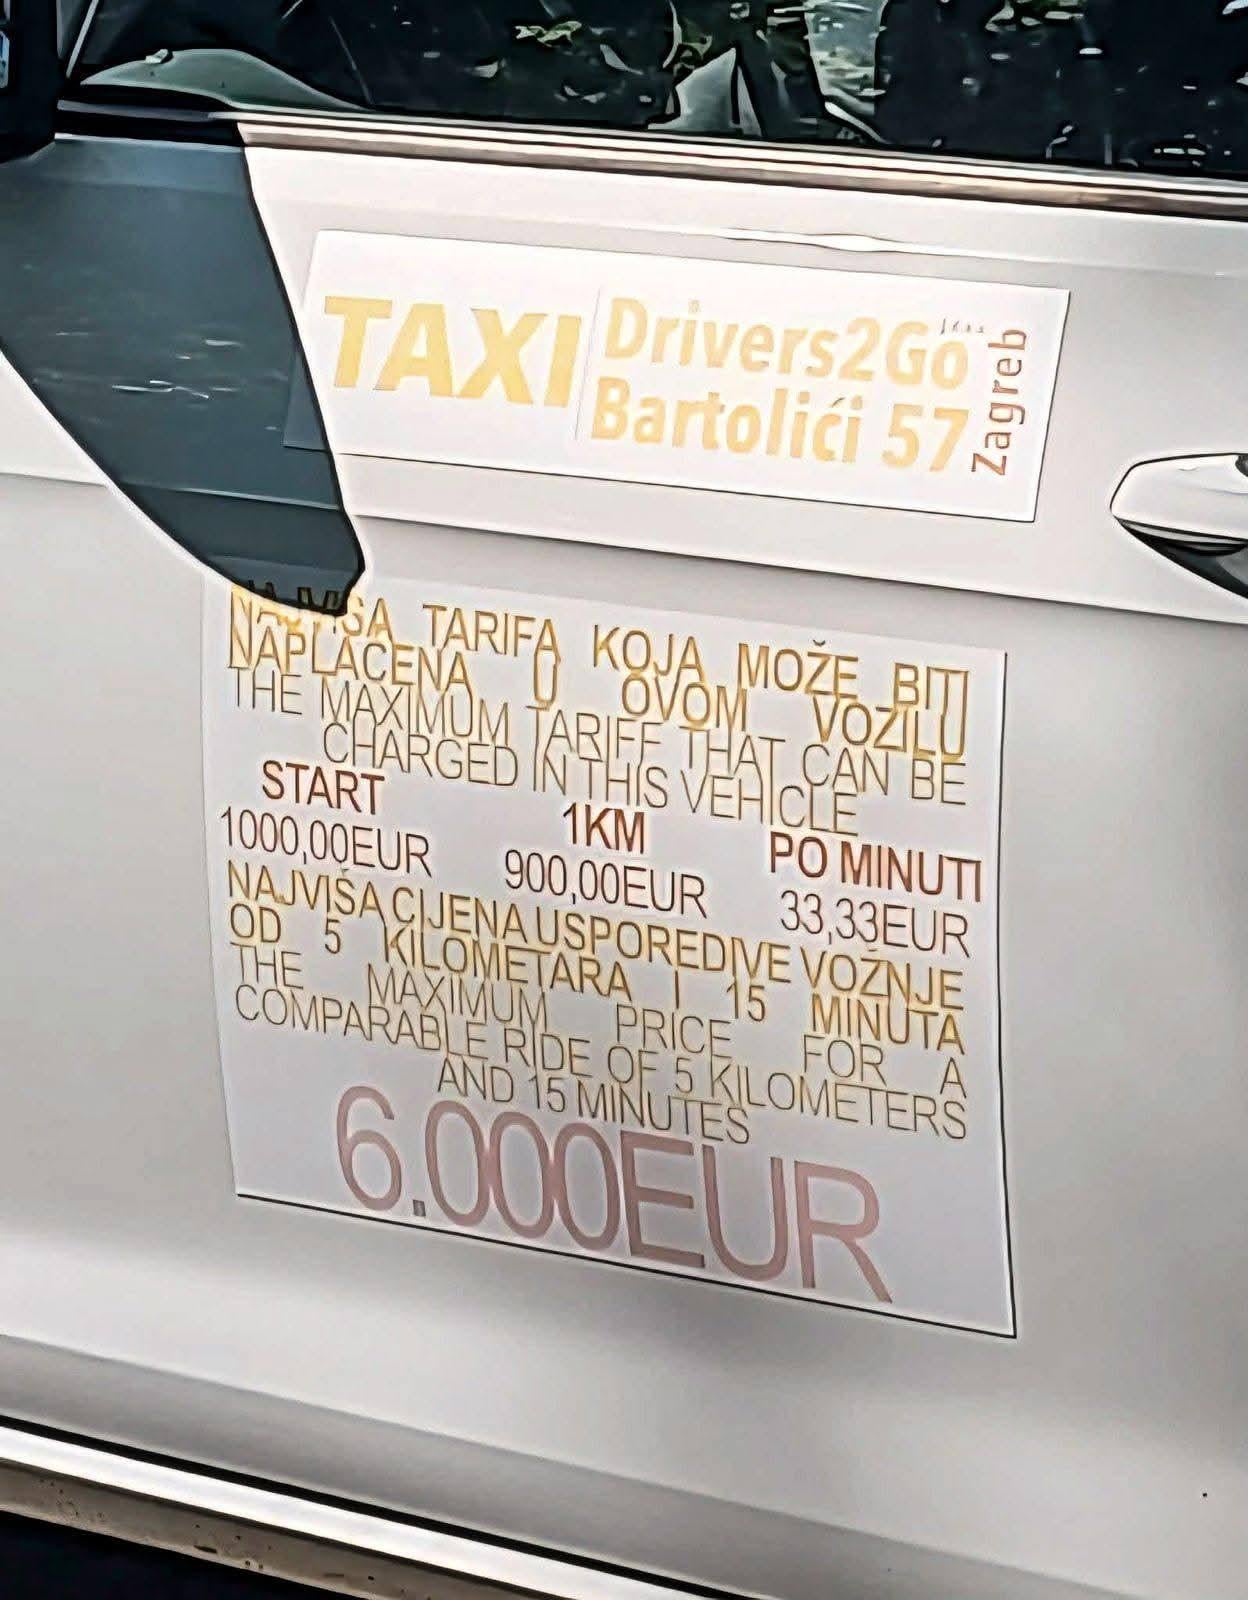 TAXI
Drivers2Go
Bartolići 57
Zagreb
NAJVIŠA TARIFA KOJA MOŽE BITI
NAPLAĆENA U OVOM VOZILU
THE MAXIMUM TARIFF THAT CAN BE
CHARGED IN THIS VEHICLE
START 1KM PO MINUTI
1000,00EUR 900,00EUR 33,33EUR
NAJVIŠA CIJENA USPOREDIVE VOŽNJE
OD 5 KILOMETARA I 15 MINUTA
THE MAXIMUM PRICE FOR A
COMPARABLE RIDE OF 5 KILOMETERS
AND 15 MINUTES
6.000EUR